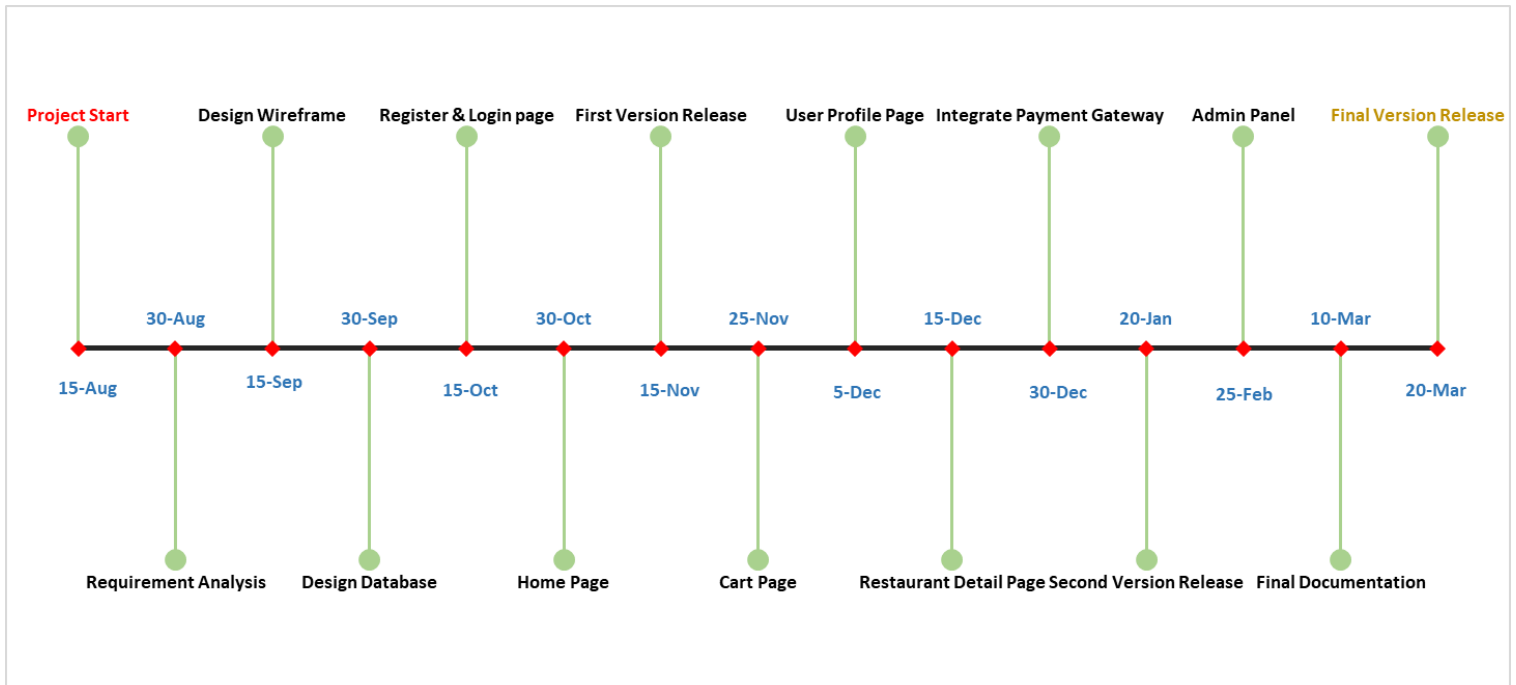 Project Start
Design Wireframe
Register & Login page
First Version Release
User Profile Page
Integrate Payment Gateway
Admin Panel
Final Version Release
30-Aug
30-Sep
30-Oct
25-Nov
15-Dec
20-Jan
10-Mar
15-Aug
15-Sep
15-Oct
15-Nov
5-Dec
30-Dec
25-Feb
20-Mar
Requirement Analysis
Design Database
Home Page
Cart Page
Restaurant Detail Page
Second Version Release
Final Documentation